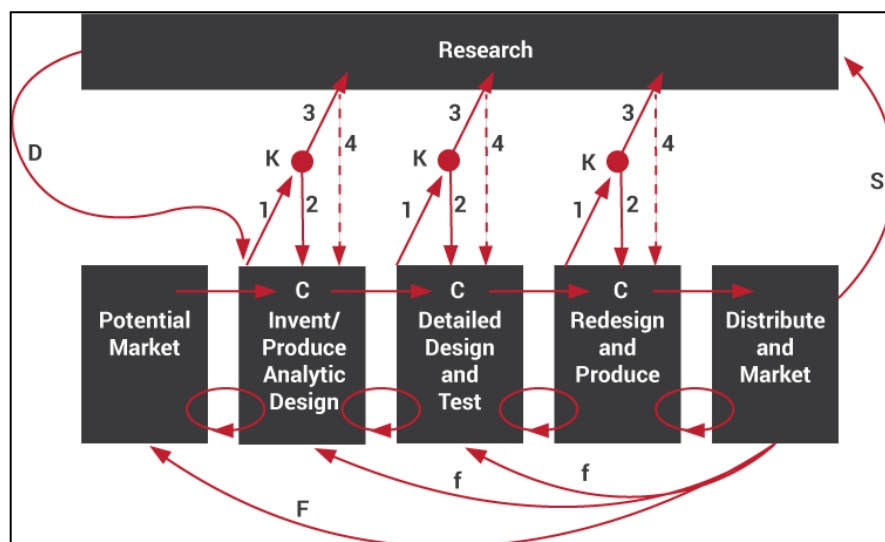 Research
3
3
3
K
4
K
4
K
4
D
S
1
2
1
2
1
2
C
C
C
Potential
Market
Invent/
Produce
Analytic
Design
Detailed
Design
and
Test
Redesign
and
Produce
Distribute
and
Market
f
f
F